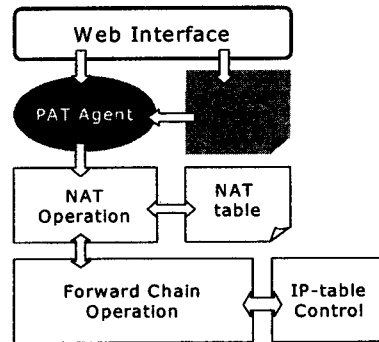 Web Interface
PAT Agent
NAT
Operation
NAT
table
Forward Chain
Operation
IP-table
Control